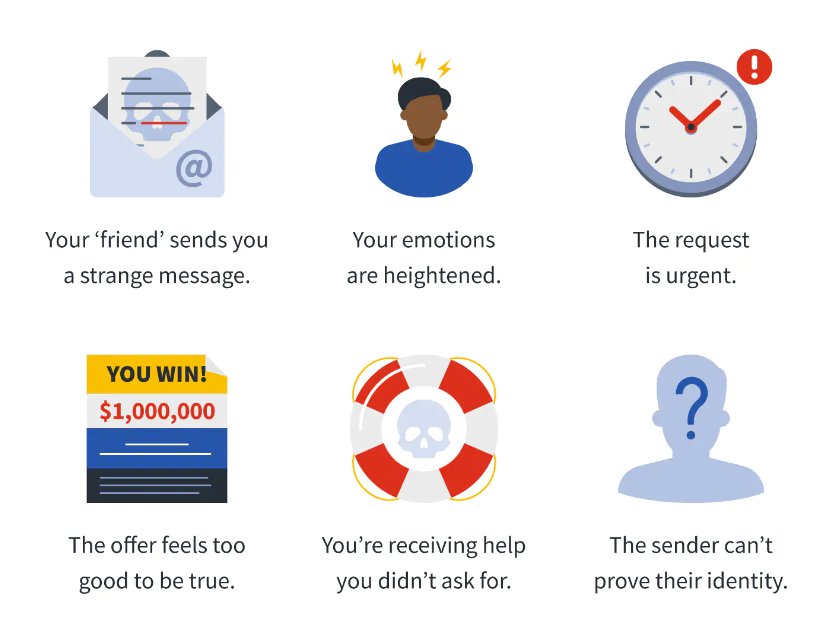 @
Your ‘friend’ sends you
a strange message.
Your emotions
are heightened.
!
The request
is urgent.
YOU WIN!
$1,000,000
The offer feels too
good to be true.
You’re receiving help
you didn’t ask for.
?
The sender can’t
prove their identity.